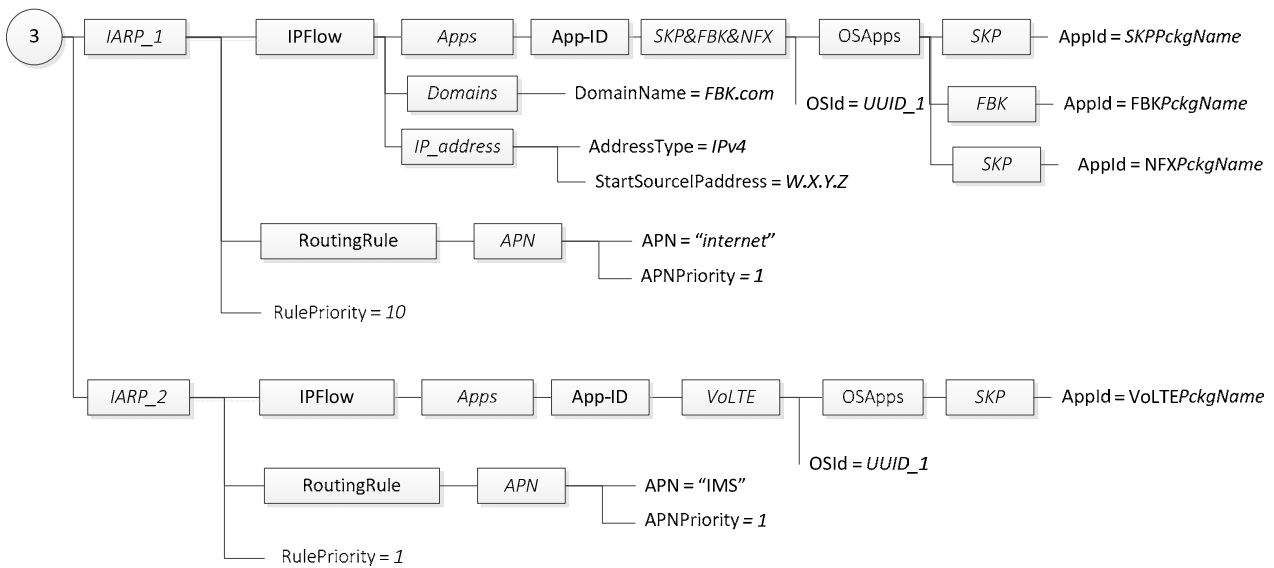 3 IARP_1 IPFlow Apps App-ID SKP&FBK&NFX OSApps SKP AppId = SKPPckgName
Domains DomainName = FBK.com OSId = UUID_1 FBK AppId = FBKPckgName
IP_address AddressType = IPv4 SKP AppId = NFXPckgName
StartSourceIPaddress = W.X.Y.Z
RoutingRule APN APN = “internet”
APNPriority = 1
RulePriority = 10
IARP_2 IPFlow Apps App-ID VoLTE OSApps SKP AppId = VoLTEPckgName
OSId = UUID_1
RoutingRule APN APN = “IMS”
APNPriority = 1
RulePriority = 1